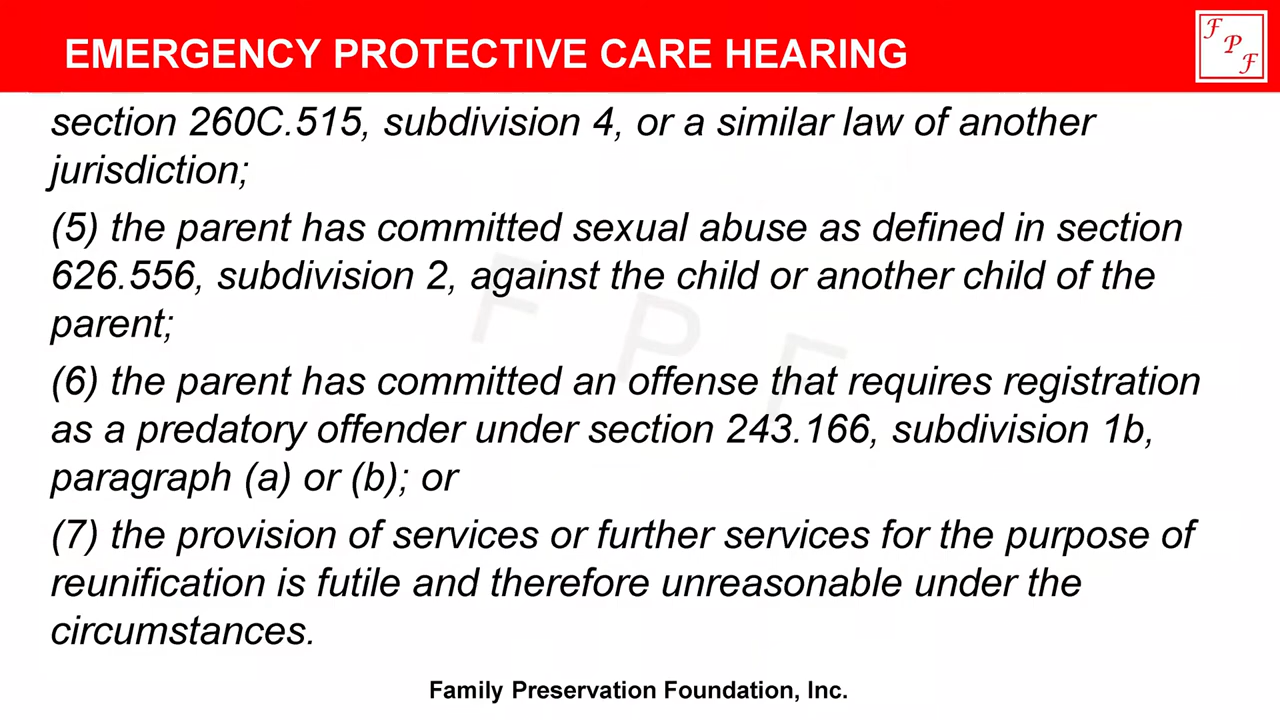 EMERGENCY PROTECTIVE CARE HEARING
F
P
F
section 260C.515, subdivision 4, or a similar law of another
jurisdiction;
(5) the parent has committed sexual abuse as defined in section
626.556, subdivision 2, against the child or another child of the
parent;
(6) the parent has committed an offense that requires registration
as a predatory offender under section 243.166, subdivision 1b,
paragraph (a) or (b); or
(7) the provision of services or further services for the purpose of
reunification is futile and therefore unreasonable under the
circumstances.
F P F
Family Preservation Foundation, Inc.